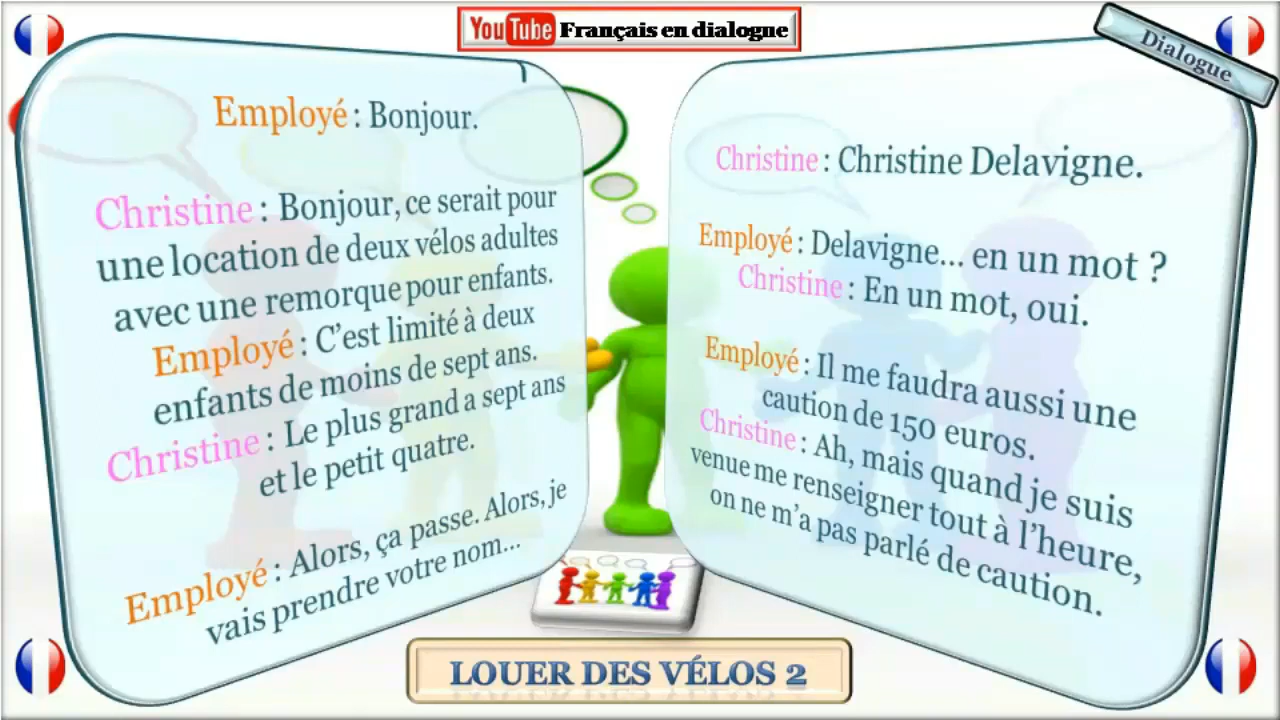 YouTube Français en dialogue
Dialogue
Employé : Bonjour.
Christine : Bonjour, ce serait pour
une location de deux vélos adultes
avec une remorque pour enfants.
Employé : C'est limité à deux
enfants de moins de sept ans.
Christine : Le plus grand a sept ans
et le petit quatre.
Employé : Alors, ça passe. Alors, je
vais prendre votre nom...
Christine : Christine Delavigne.
Employé : Delavigne... en un mot ?
Christine : En un mot, oui.
Employé : Il me faudra aussi une
caution de 150 euros.
Christine : Ah, mais quand je suis
venue me renseigner tout à l'heure,
on ne m'a pas parlé de caution.
LOUER DES VÉLOS 2